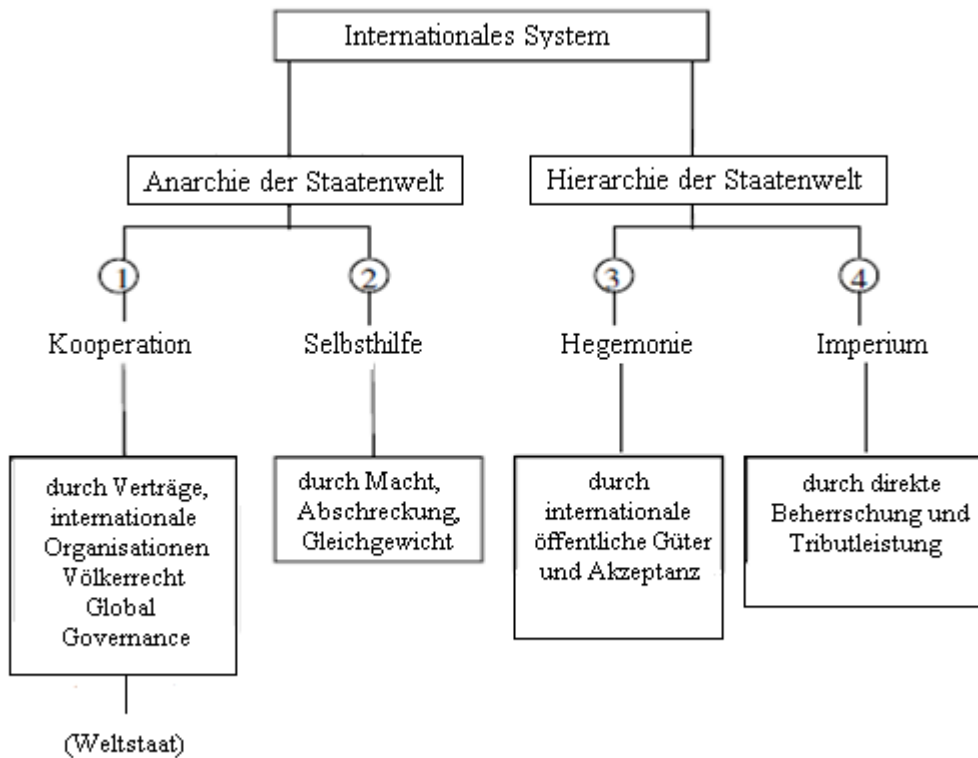 Internationales System
Anarchie der Staatenwelt
Hierarchie der Staatenwelt
1
2
3
4
Kooperation
Selbsthilfe
Hegemonie
Imperium
durch Verträge,
internationale
Organisationen
Völkerrecht
Global
Governance
durch Macht,
Abschreckung,
Gleichgewicht
durch
internationale
öffentliche Güter
und Akzeptanz
durch direkte
Beherrschung und
Tributleistung
(Weltstaat)